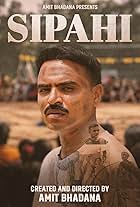 AMIT BHADANA PRESENTS
SIPAHI
CREATED AND DIRECTED BY
AMIT BHADANA